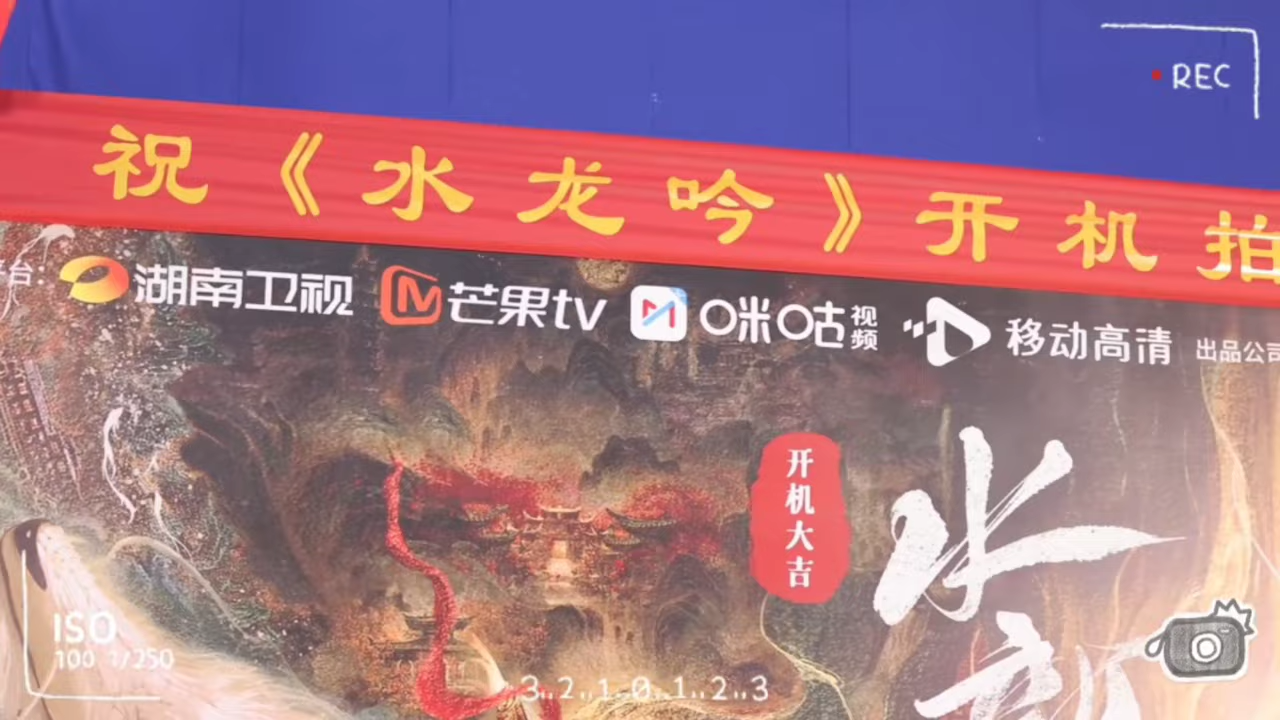 REC
祝《水龙吟》开机拍
台:
湖南卫视
芒果tv
咪咕视频
移动高清
出品公司
开机大吉
水
ISO
100 1/250
3..2..1..0..1..2..3